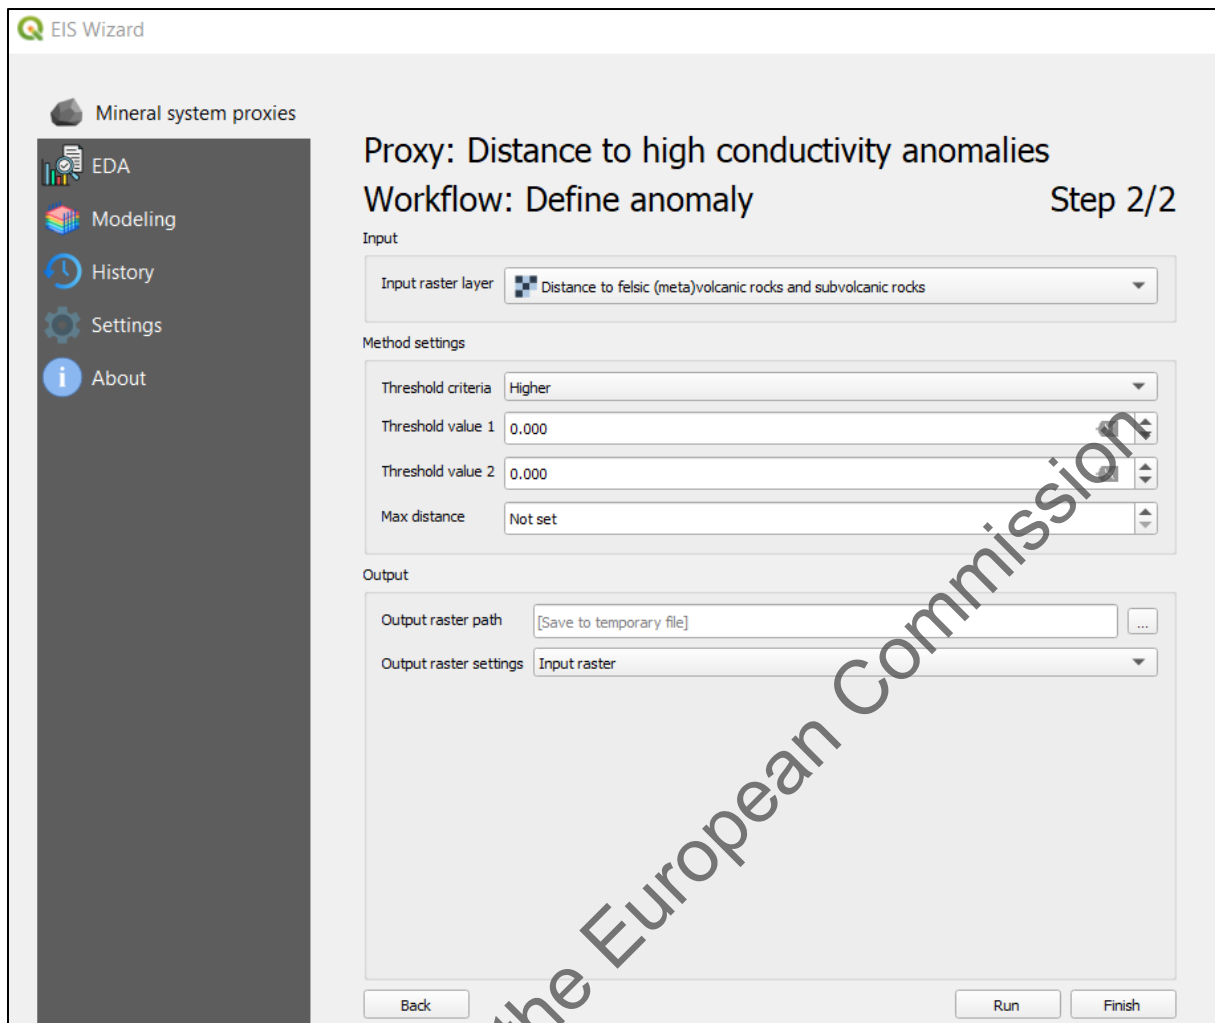 EIS Wizard
Mineral system proxies
EDA
Modeling
History
Settings
About
Proxy: Distance to high conductivity anomalies
Workflow: Define anomaly
Step 2/2
Input
Input raster layer
Distance to felsic (meta)volcanic rocks and subvolcanic rocks
Method settings
Threshold criteria
Higher
Threshold value 1
0.000
Threshold value 2
0.000
Max distance
Not set
Output
Output raster path
[Save to temporary file]
...
Output raster settings
Input raster
Back
Run
Finish
the European Commission